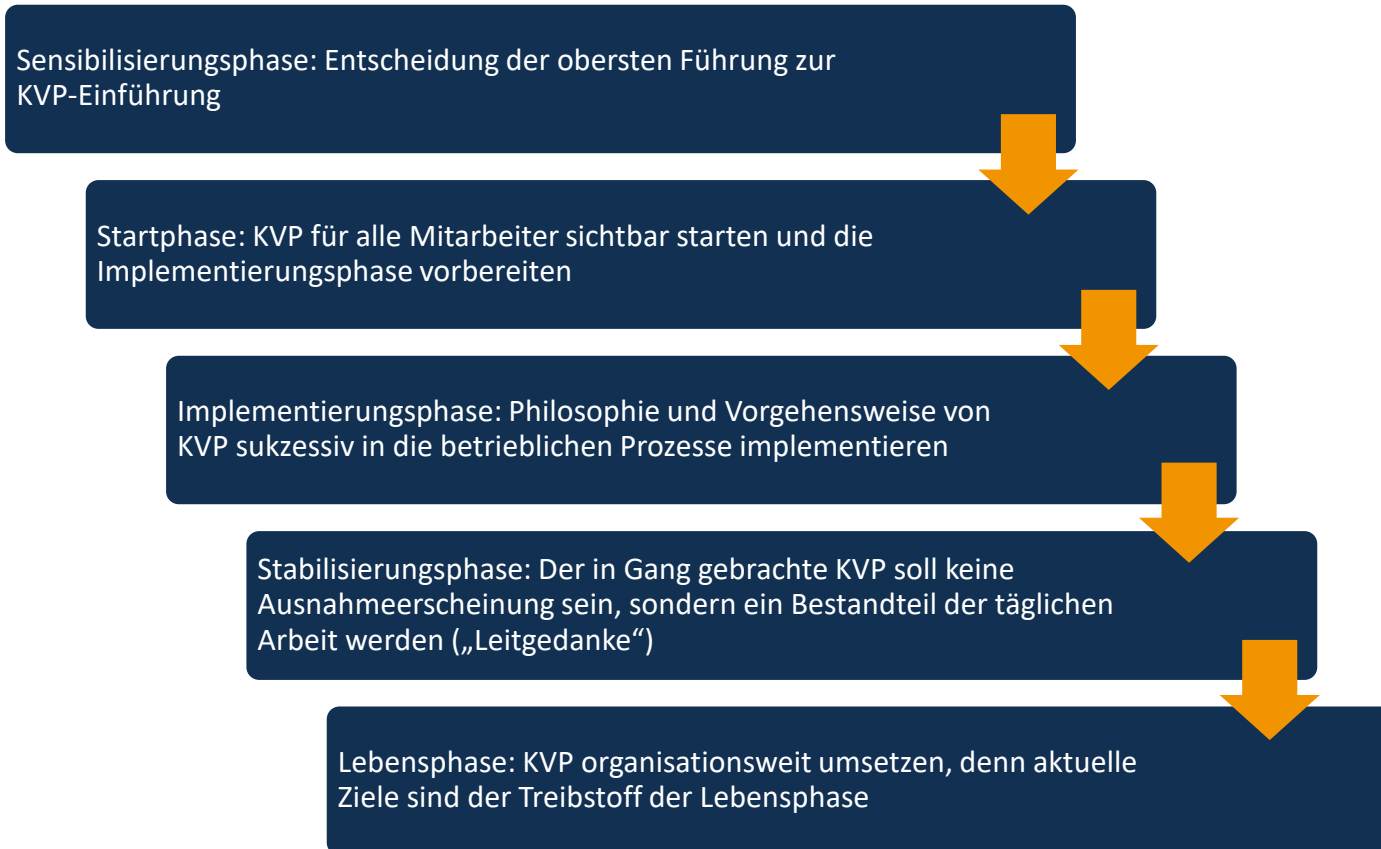 Sensibilisierungsphase: Entscheidung der obersten Führung zur
KVP-Einführung
Startphase: KVP für alle Mitarbeiter sichtbar starten und die
Implementierungsphase vorbereiten
Implementierungsphase: Philosophie und Vorgehensweise von
KVP sukzessiv in die betrieblichen Prozesse implementieren
Stabilisierungsphase: Der in Gang gebrachte KVP soll keine
Ausnahmeerscheinung sein, sondern ein Bestandteil der täglichen
Arbeit werden („Leitgedanke“)
Lebensphase: KVP organisationsweit umsetzen, denn aktuelle
Ziele sind der Treibstoff der Lebensphase